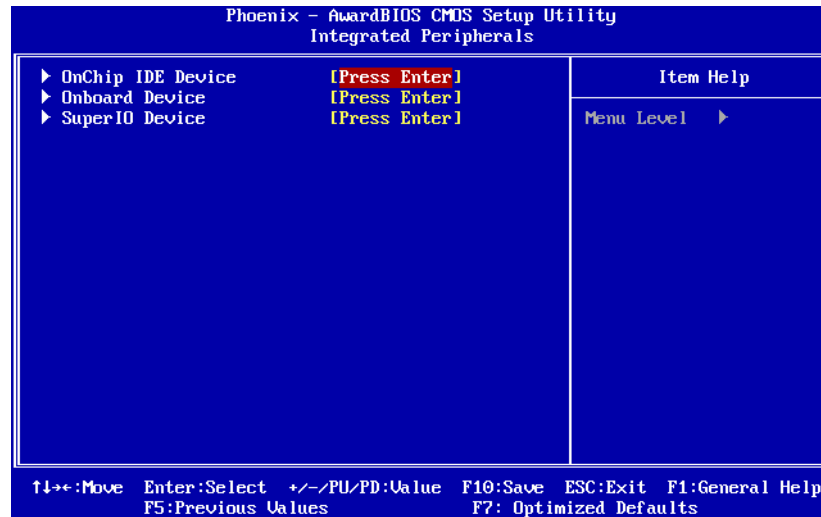 Phoenix - AwardBIOS CMOS Setup Utility
Integrated Peripherals
▶ OnChip IDE Device [Press Enter]
▶ Onboard Device [Press Enter]
▶ SuperIO Device [Press Enter]
Item Help
Menu Level ▶
↑↓→←:Move Enter:Select +/-/PU/PD:Value F10:Save ESC:Exit F1:General Help
F5:Previous Values F7: Optimized Defaults